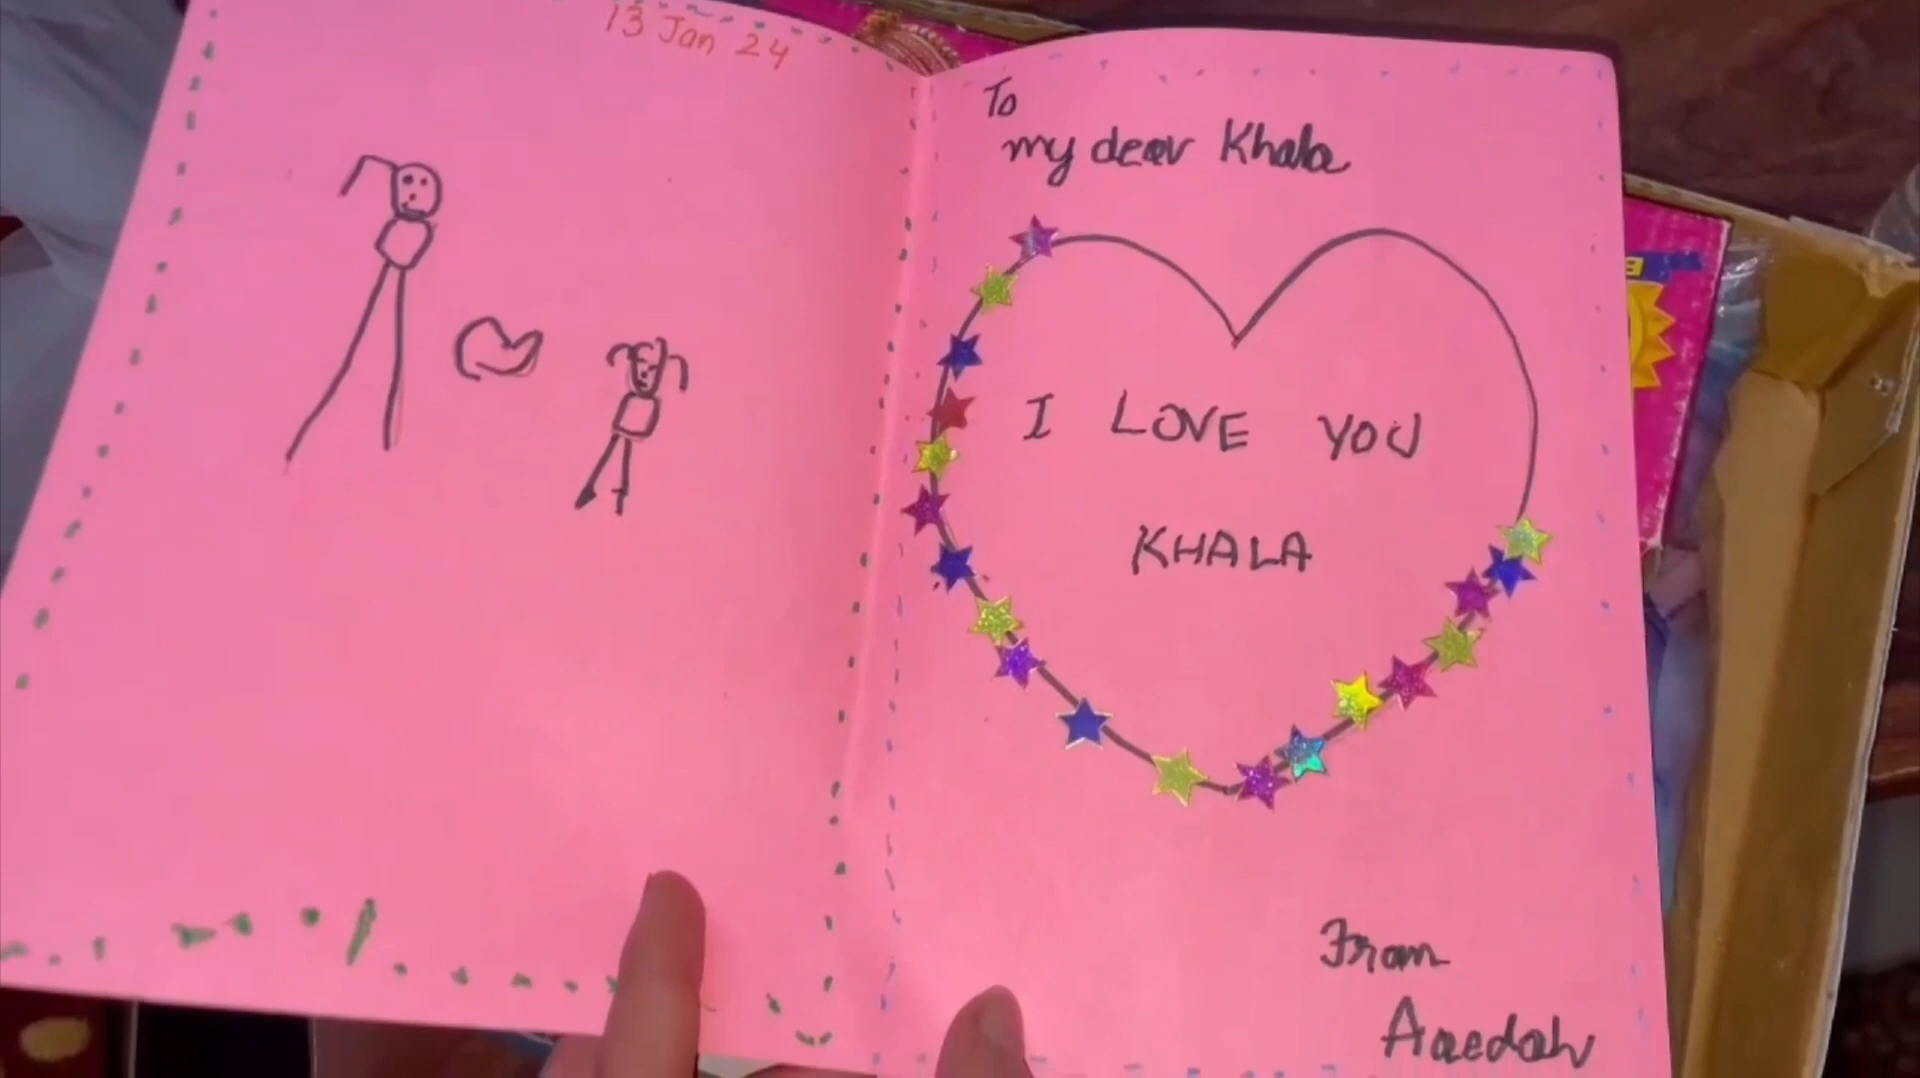 13 Jan 24
To
my dear Khala
I LOVE YOU
KHALA
From
Aaedah